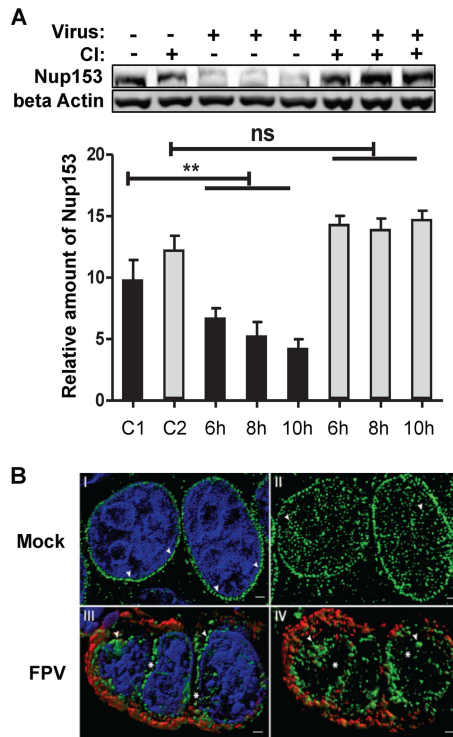 A
Virus: - - + + + + + +
CI: - + - - - + + +
Nup153
beta Actin
ns
**
Relative amount of Nup153
20
15
10
5
0
C1 C2 6h 8h 10h 6h 8h 10h
B
Mock
I
II
FPV
III
IV
*
*
*
*